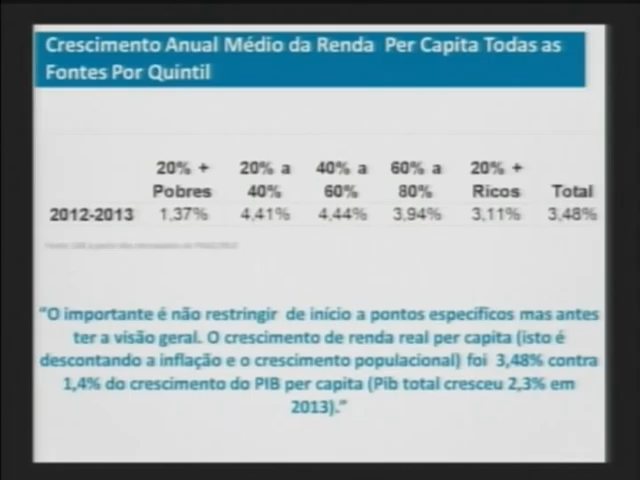 Crescimento Anual Médio da Renda Per Capita Todas as
Fontes Por Quintil
20% + Pobres 20% a 40% 40% a 60% 60% a 80% 20% + Ricos Total
2012-2013 1,37% 4,41% 4,44% 3,94% 3,11% 3,48%
"O importante é não restringir de início a pontos específicos mas antes
ter a visão geral. O crescimento de renda real per capita (isto é
descontando a inflação e o crescimento populacional) foi 3,48% contra
1,4% do crescimento do PIB per capita (Pib total cresceu 2,3% em
2013)."